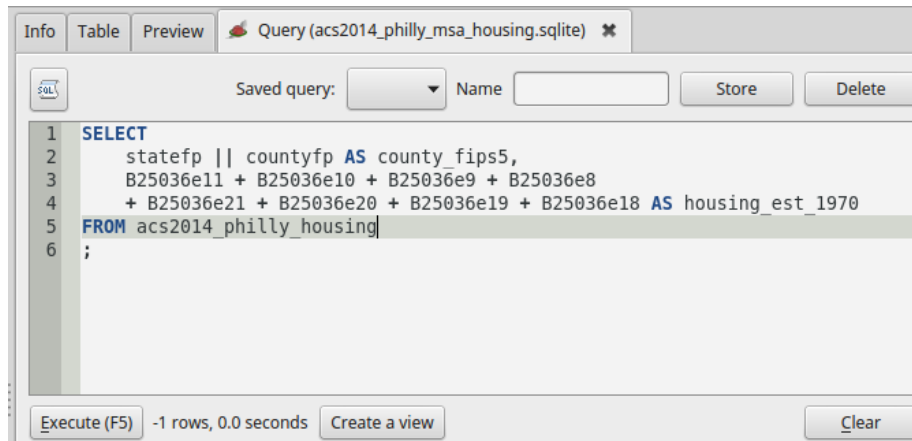 Info Table Preview Query (acs2014_philly_msa_housing.sqlite)
SQL Saved query: Name Store Delete
1 SELECT
2 statefp || countyfp AS county_fips5,
3 B25036e11 + B25036e10 + B25036e9 + B25036e8
4 + B25036e21 + B25036e20 + B25036e19 + B25036e18 AS housing_est_1970
5 FROM acs2014_philly_housing
6 ;
Execute (F5) -1 rows, 0.0 seconds Create a view Clear